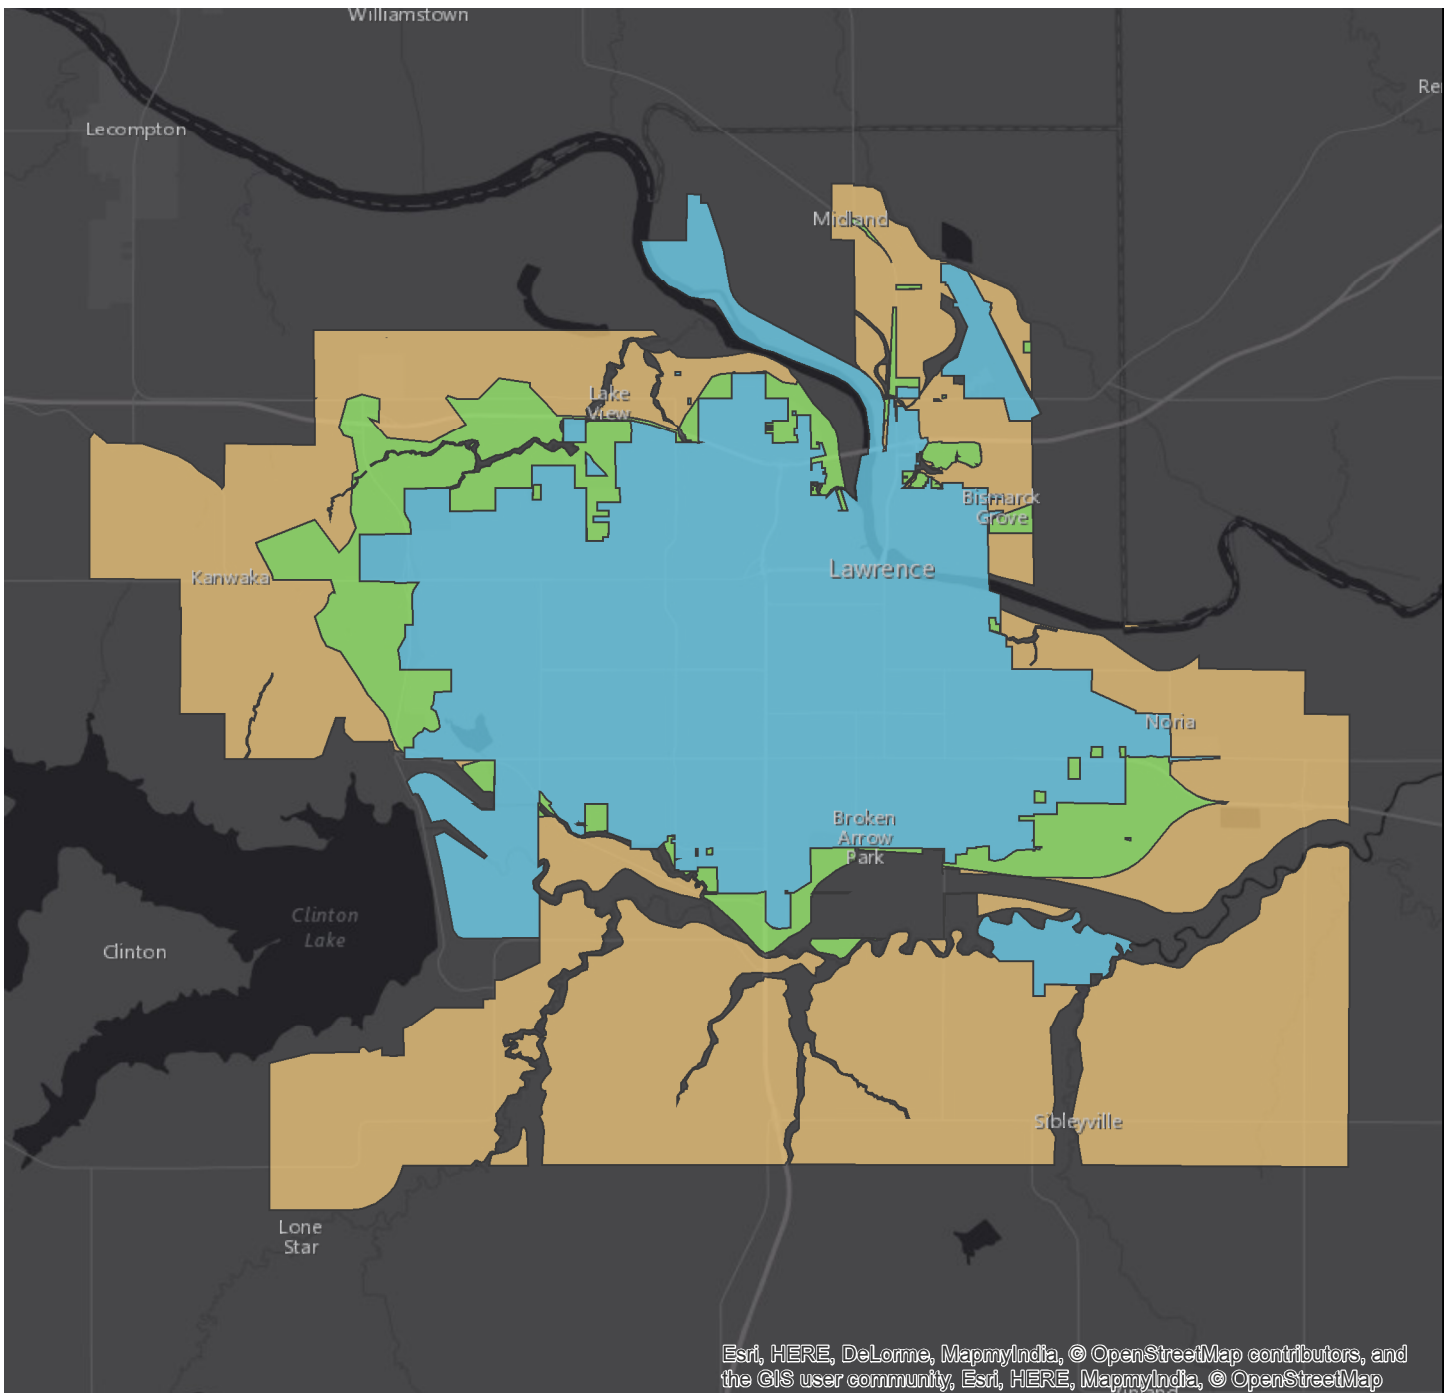 Williamstown
Lecompton
Midland
Lake
View
Bismarck
Grove
Lawrence
Kanwaka
Noria
Broken
Arrow
Park
Clinton
Lake
Clinton
Sibleyville
Lone
Star
Esri, HERE, DeLorme, MapmyIndia, © OpenStreetMap contributors, and
the GIS user community, Esri, HERE, MapmyIndia, © OpenStreetMap